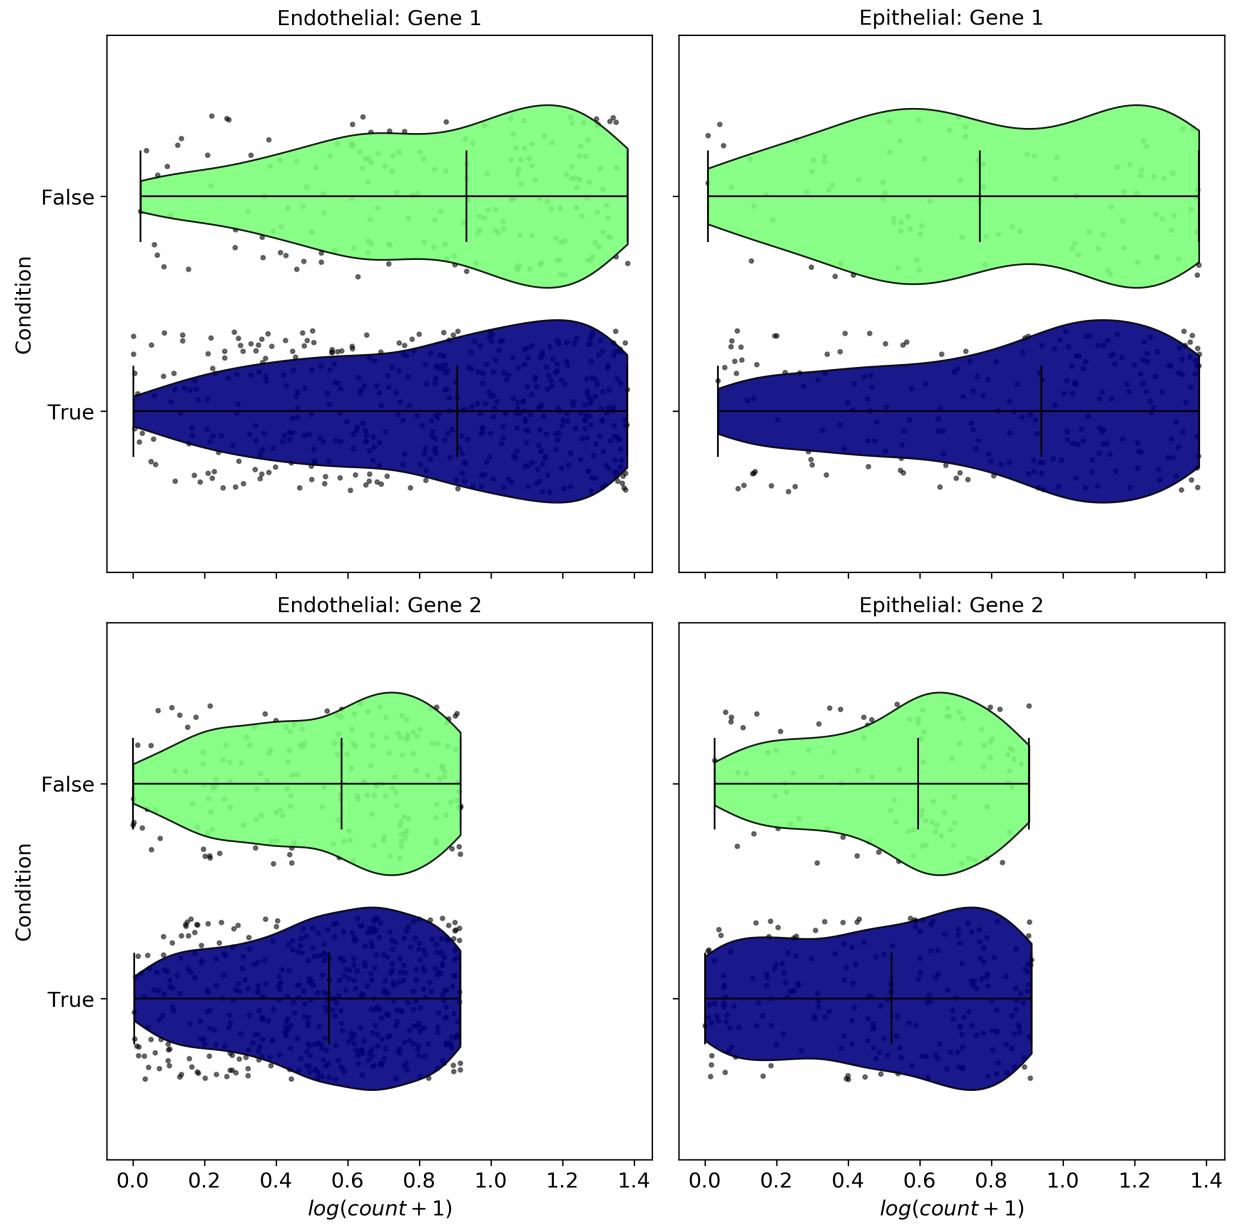 Endothelial: Gene 1
Epithelial: Gene 1
Condition
False
True
Endothelial: Gene 2
Epithelial: Gene 2
Condition
False
True
0.0 0.2 0.4 0.6 0.8 1.0 1.2 1.4
0.0 0.2 0.4 0.6 0.8 1.0 1.2 1.4
log(count + 1)
log(count + 1)